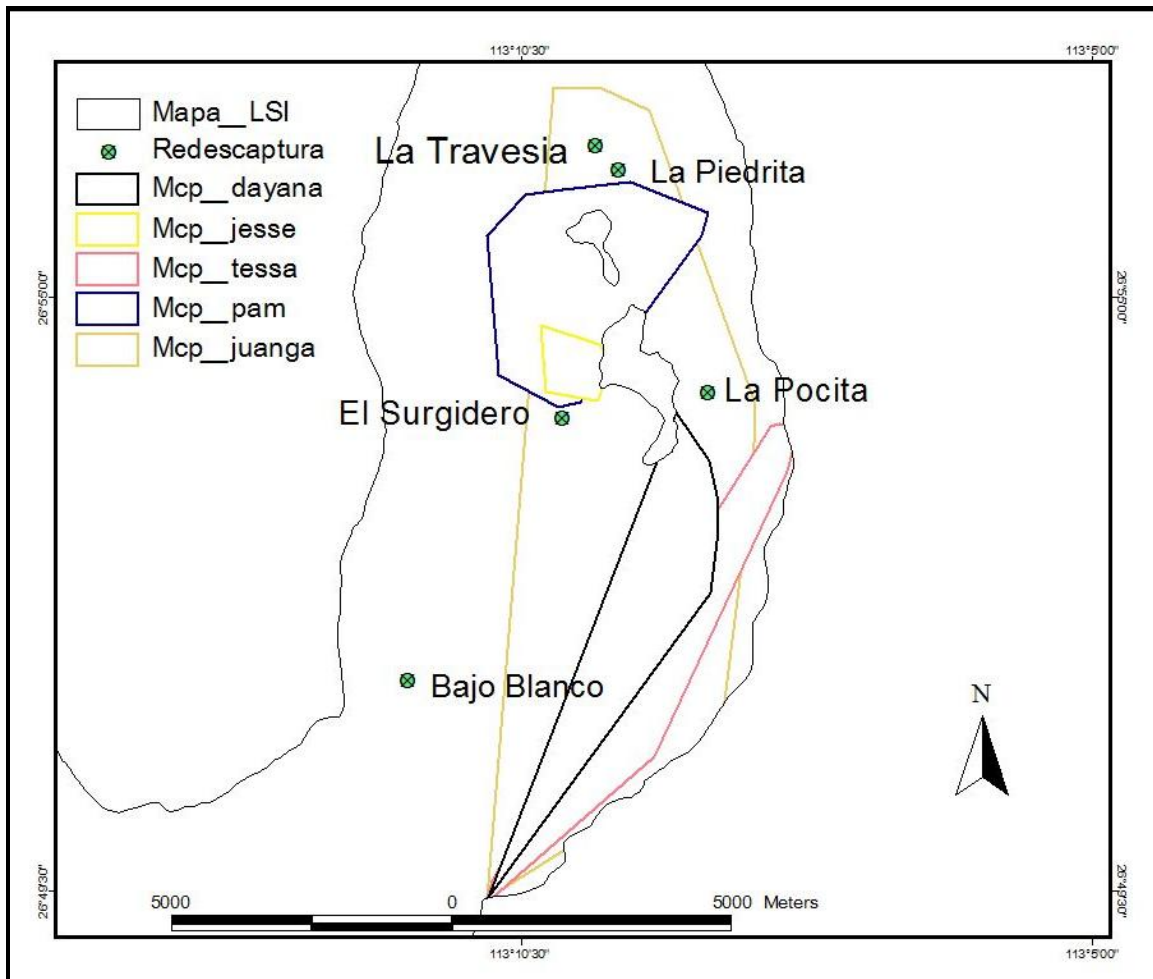 113°10'30" 113°5'00"
Mapa__LSI
Redescaptura
Mcp__dayana
Mcp__jesse
Mcp__tessa
Mcp__pam
Mcp__juanga
La Travesia
La Piedrita
26°55'00" 26°55'00"
La Pocita
El Surgidero
Bajo Blanco
N
26°49'30" 26°49'30"
5000 0 5000 Meters
113°10'30" 113°5'00"